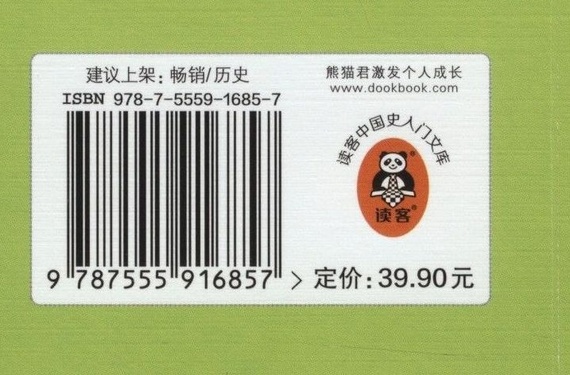 建议上架：畅销/历史
ISBN 978-7-5559-1685-7
9 787555 916857 >
熊猫君激发个人成长
www.dookbook.com
读客中国史入门文库
读客®
定价：39.90元